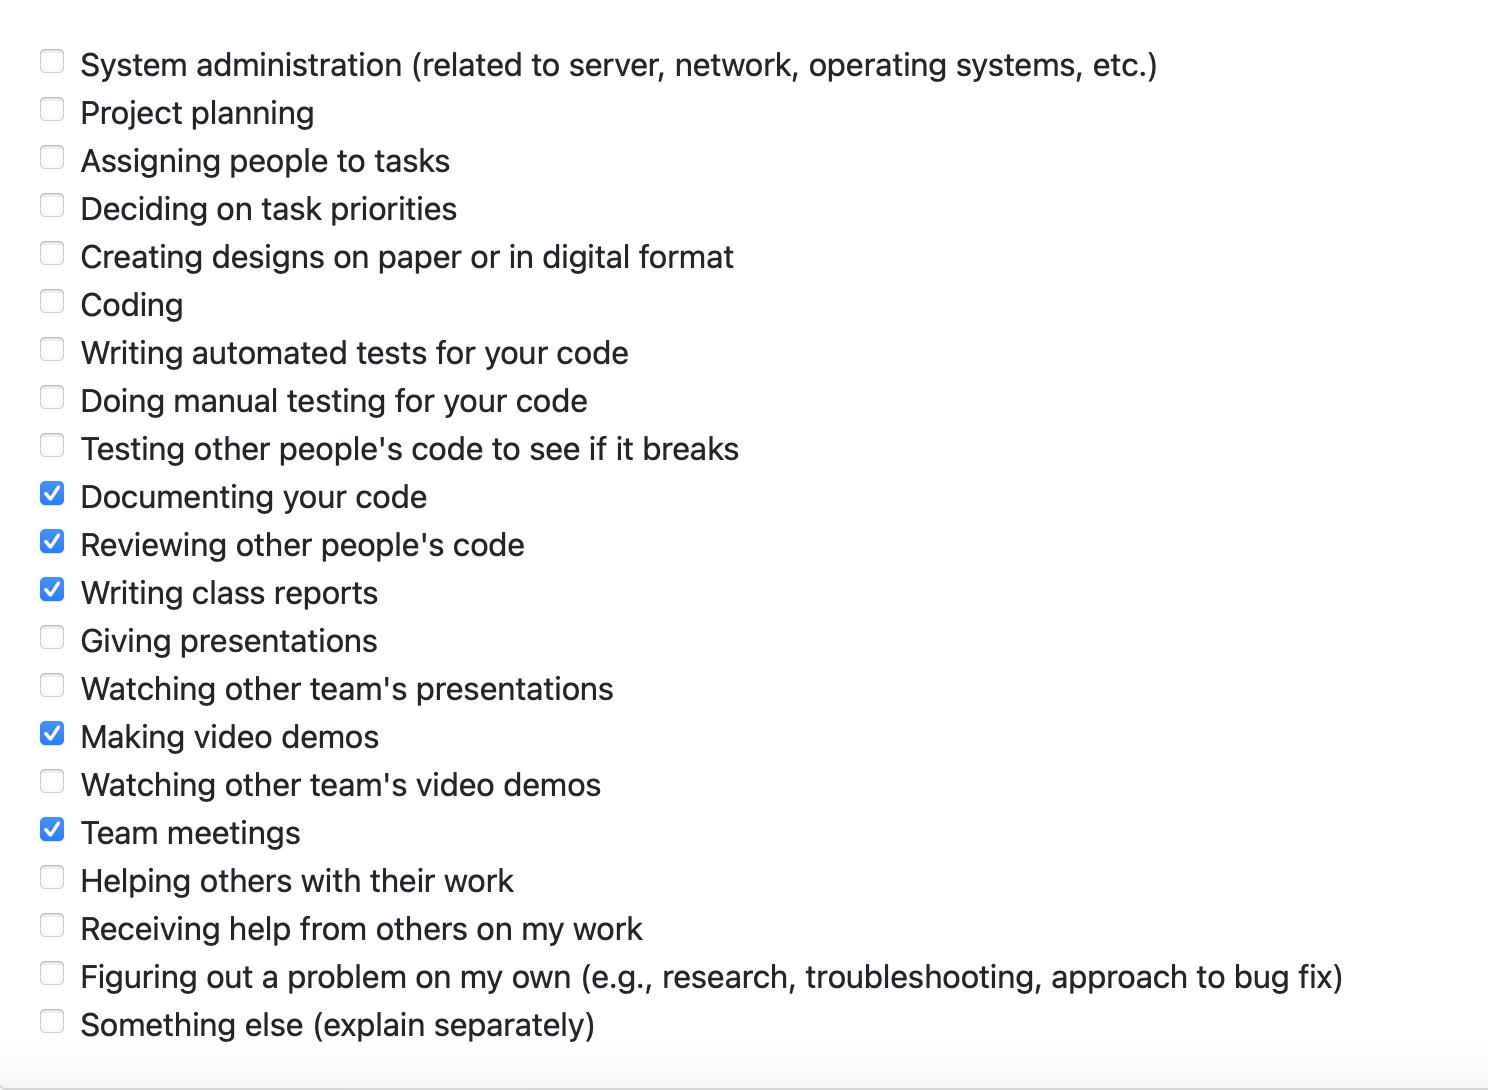 System administration (related to server, network, operating systems, etc.)
Project planning
Assigning people to tasks
Deciding on task priorities
Creating designs on paper or in digital format
Coding
Writing automated tests for your code
Doing manual testing for your code
Testing other people's code to see if it breaks
Documenting your code
Reviewing other people's code
Writing class reports
Giving presentations
Watching other team's presentations
Making video demos
Watching other team's video demos
Team meetings
Helping others with their work
Receiving help from others on my work
Figuring out a problem on my own (e.g., research, troubleshooting, approach to bug fix)
Something else (explain separately)